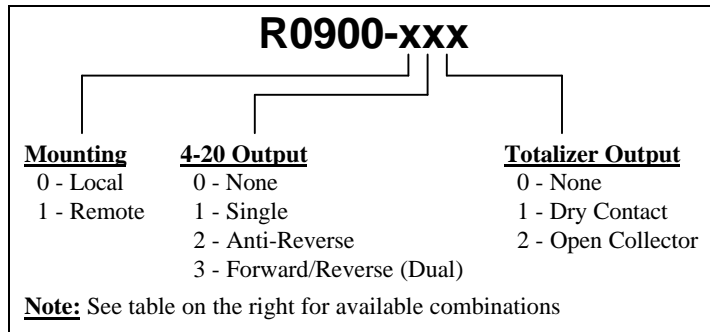 R0900-xxx
Mounting
0 - Local
1 - Remote
4-20 Output
0 - None
1 - Single
2 - Anti-Reverse
3 - Forward/Reverse (Dual)
Totalizer Output
0 - None
1 - Dry Contact
2 - Open Collector
Note: See table on the right for available combinations